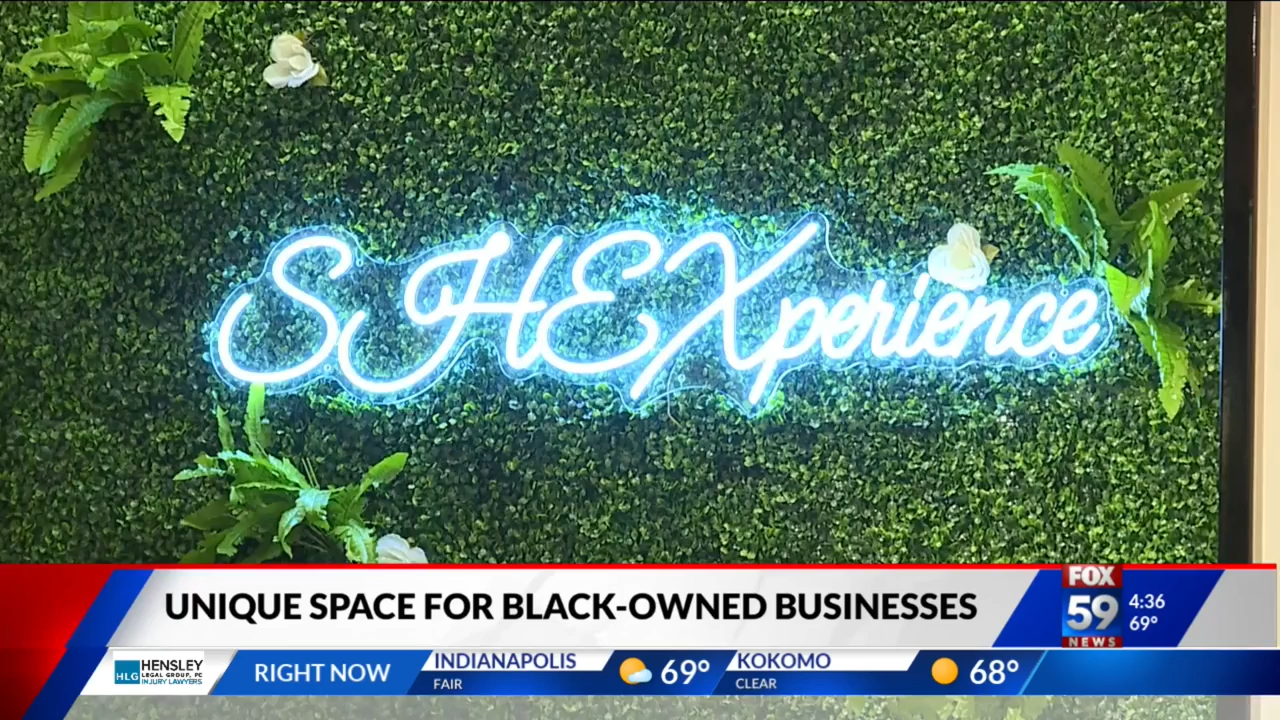 SHEXperience
UNIQUE SPACE FOR BLACK-OWNED BUSINESSES
FOX
59
NEWS
4:36
69°
HLG HENSLEY
LEGAL GROUP, PC
INJURY LAWYERS
RIGHT NOW
INDIANAPOLIS
FAIR
69°
KOKOMO
CLEAR
68°